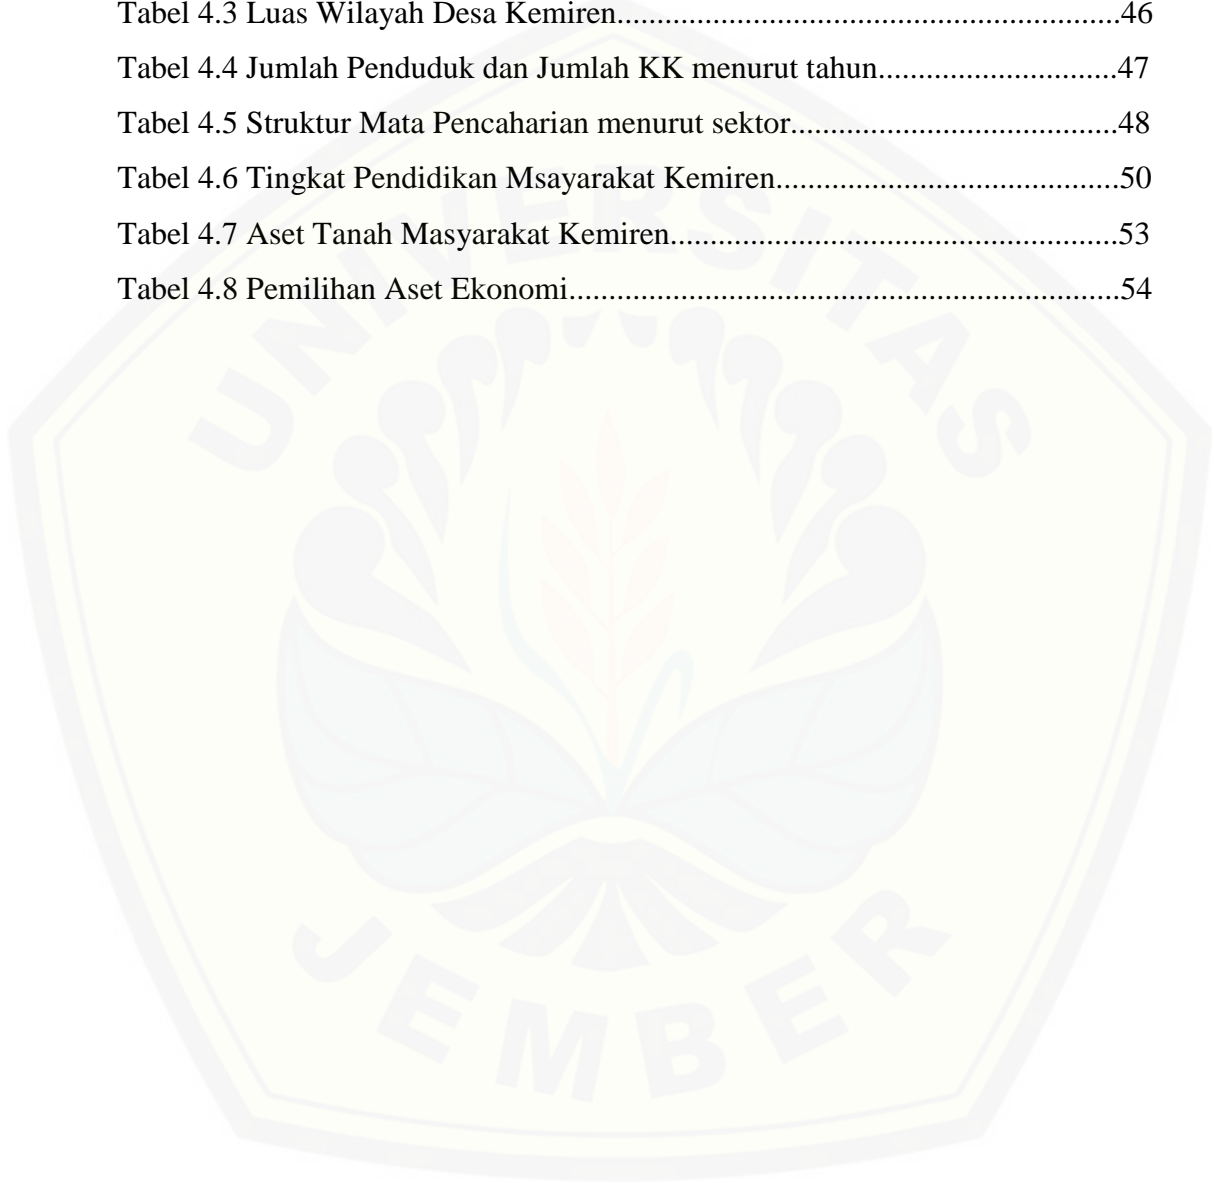 Tabel 4.3 Luas Wilayah Desa Kemiren..............................................................46
Tabel 4.4 Jumlah Penduduk dan Jumlah KK menurut tahun.............................47
Tabel 4.5 Struktur Mata Pencaharian menurut sektor........................................48
Tabel 4.6 Tingkat Pendidikan Msayarakat Kemiren..........................................50
Tabel 4.7 Aset Tanah Masyarakat Kemiren.......................................................53
Tabel 4.8 Pemilihan Aset Ekonomi....................................................................54
UNIVERSITAS
JEMBER